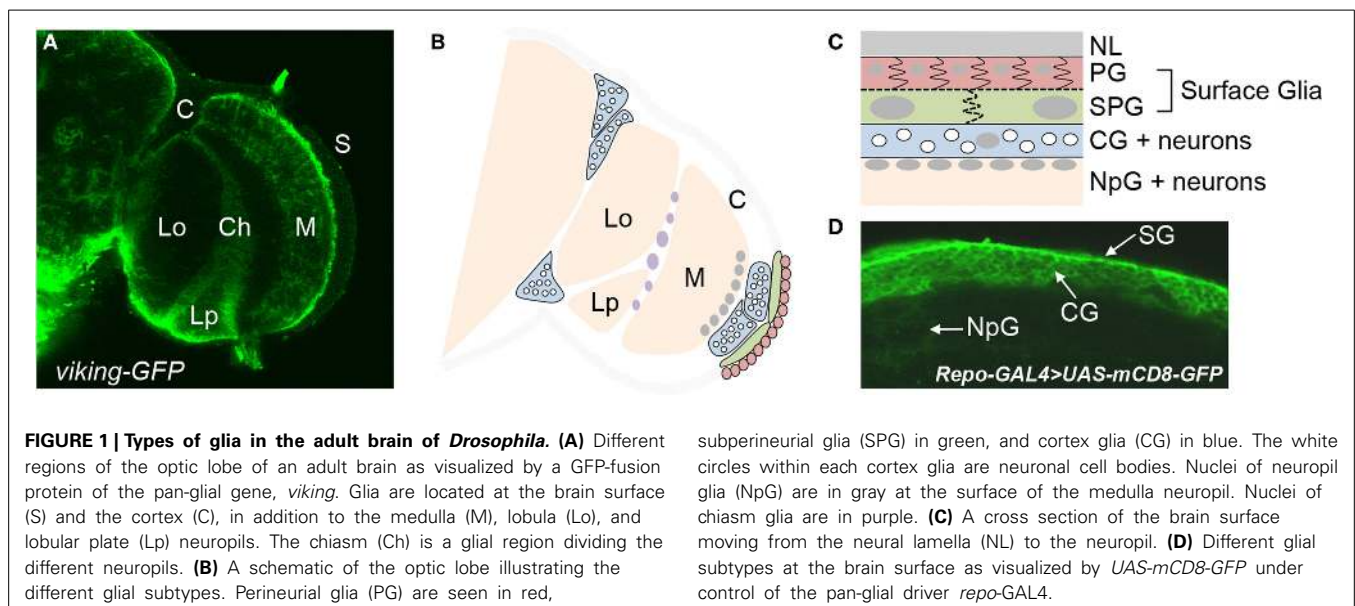 A
C
S
Lo
Ch
M
Lp
viking-GFP
B
Lo
C
M
Lp
C
NL
PG
SPG
Surface Glia
CG + neurons
NpG + neurons
D
SG
CG
NpG
Repo-GAL4>UAS-mCD8-GFP
FIGURE 1 | Types of glia in the adult brain of Drosophila. (A) Different
regions of the optic lobe of an adult brain as visualized by a GFP-fusion
protein of the pan-glial gene, viking. Glia are located at the brain surface
(S) and the cortex (C), in addition to the medulla (M), lobula (Lo), and
lobular plate (Lp) neuropils. The chiasm (Ch) is a glial region dividing the
different neuropils. (B) A schematic of the optic lobe illustrating the
different glial subtypes. Perineurial glia (PG) are seen in red,
subperineurial glia (SPG) in green, and cortex glia (CG) in blue. The white
circles within each cortex glia are neuronal cell bodies. Nuclei of neuropil
glia (NpG) are in gray at the surface of the medulla neuropil. Nuclei of
chiasm glia are in purple. (C) A cross section of the brain surface
moving from the neural lamella (NL) to the neuropil. (D) Different glial
subtypes at the brain surface as visualized by UAS-mCD8-GFP under
control of the pan-glial driver repo-GAL4.